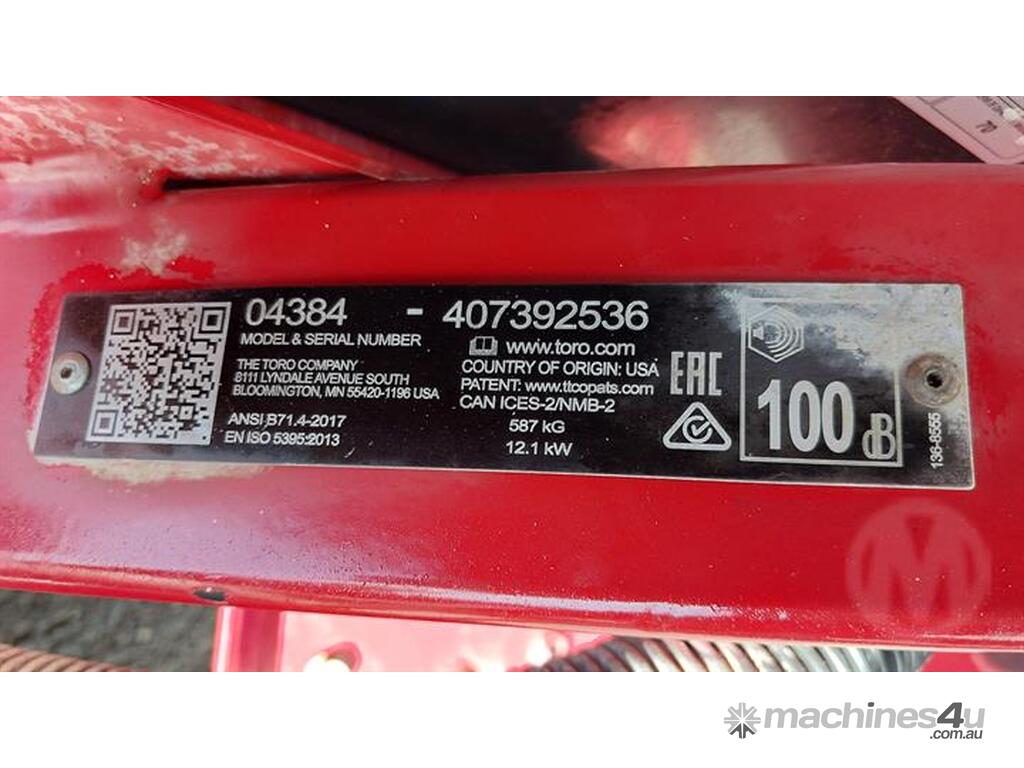 70
04384 - 407392536
MODEL & SERIAL NUMBER
THE TORO COMPANY
8111 LYNDALE AVENUE SOUTH
BLOOMINGTON, MN 55420-1196 USA
ANSI B71.4-2017
EN ISO 5395:2013
www.toro.com
COUNTRY OF ORIGIN: USA
PATENT: www.ttcopats.com
CAN ICES-2/NMB-2
587 kG
12.1 kW
EAC
100 dB
136-8555
M
machines4u
.com.au